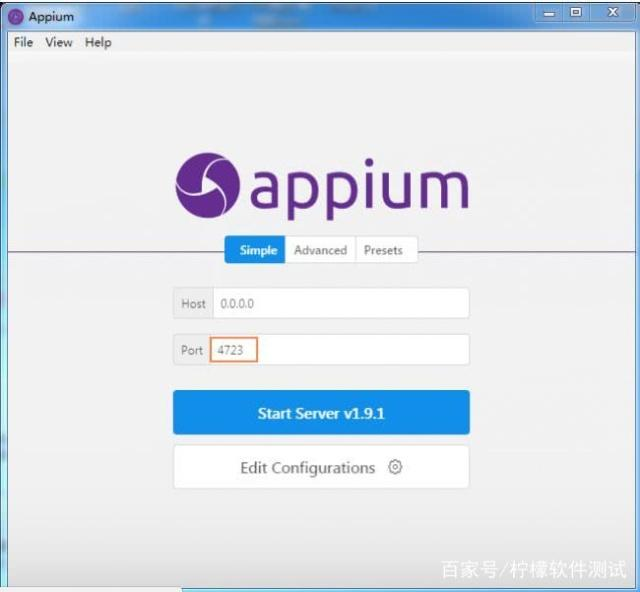 Appium
File View Help
appium
Simple Advanced Presets
Host 0.0.0.0
Port 4723
Start Server v1.9.1
Edit Configurations
百家号/柠檬软件测试